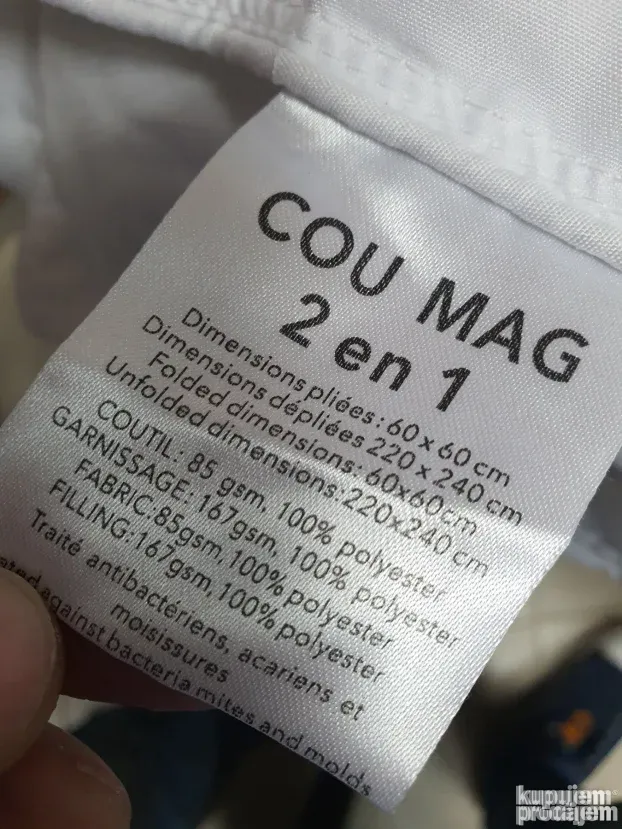 COU MAG
2 en 1
Dimensions pliées: 60 x 60 cm
Dimensions dépliées 220 x 240 cm
Folded dimensions: 60x60cm
Unfolded dimensions:220x240 cm
COUTIL: 85 gsm, 100% polyester
GARNISSAGE: 167gsm, 100% polyester
FABRIC:85gsm,100% polyester
FILLING:167gsm,100% polyester
Traité antibactériens, acariens et
moisissures
against bacteria mites and molds
kupujem
prodajem